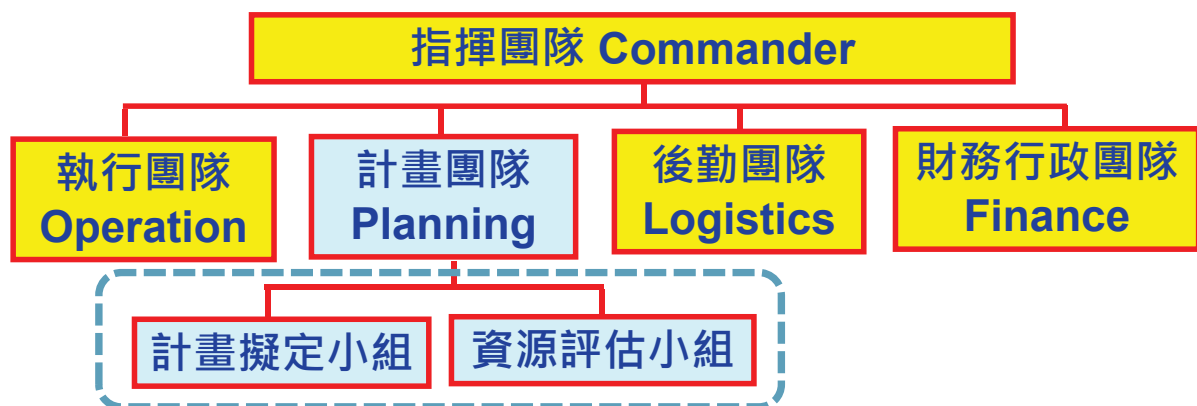 指揮團隊 Commander
執行團隊
Operation
計畫團隊
Planning
後勤團隊
Logistics
財務行政團隊
Finance
計畫擬定小組
資源評估小組